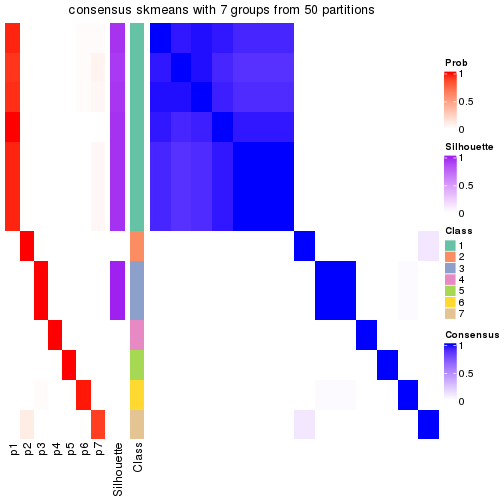 consensus skmeans with 7 groups from 50 partitions
Prob
1
0.5
0
Silhouette
1
0.5
0
Class
1
2
3
4
5
6
7
Consensus
1
0.5
0
p1
p2
p3
p4
p5
p6
p7
Silhouette
Class